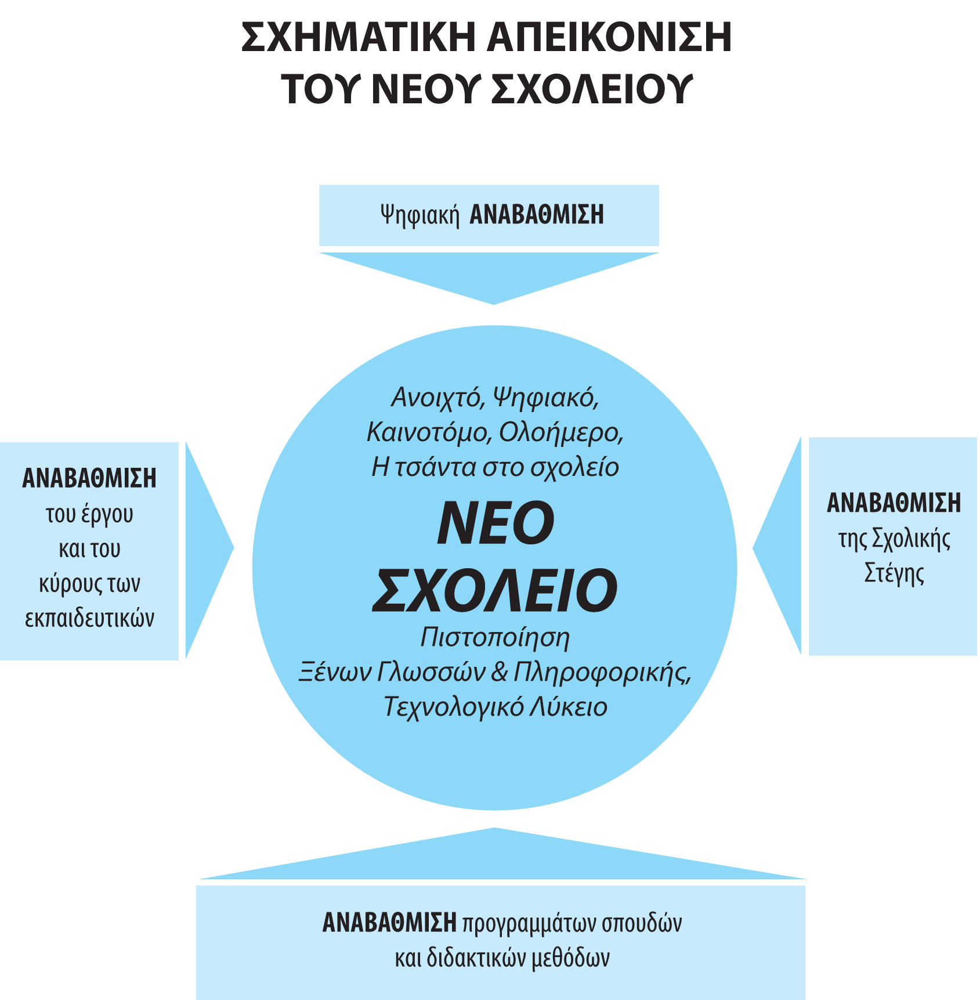 ΣΧΗΜΑΤΙΚΗ ΑΠΕΙΚΟΝΙΣΗ
ΤΟΥ ΝΕΟΥ ΣΧΟΛΕΙΟΥ
Ψηφιακή ΑΝΑΒΑΘΜΙΣΗ
ΑΝΑΒΑΘΜΙΣΗ
του έργου
και του
κύρους των
εκπαιδευτικών
Ανοιχτό, Ψηφιακό,
Καινοτόμο, Ολοήμερο,
Η τσάντα στο σχολείο
ΝΕΟ
ΣΧΟΛΕΙΟ
Πιστοποίηση
Ξένων Γλωσσών & Πληροφορικής,
Τεχνολογικό Λύκειο
ΑΝΑΒΑΘΜΙΣΗ
της Σχολικής
Στέγης
ΑΝΑΒΑΘΜΙΣΗ προγραμμάτων σπουδών
και διδακτικών μεθόδων